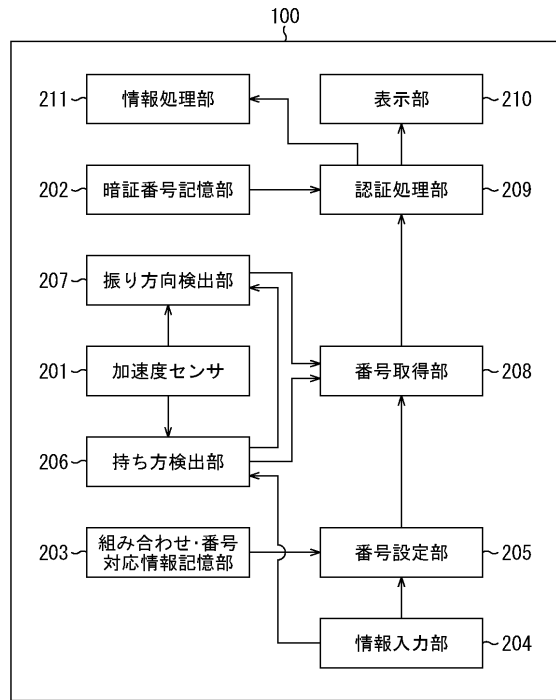 100
211
情報処理部
表示部
210
202
暗証番号記憶部
認証処理部
209
207
振り方向検出部
201
加速度センサ
番号取得部
208
206
持ち方検出部
203
組み合わせ・番号
対応情報記憶部
番号設定部
205
情報入力部
204